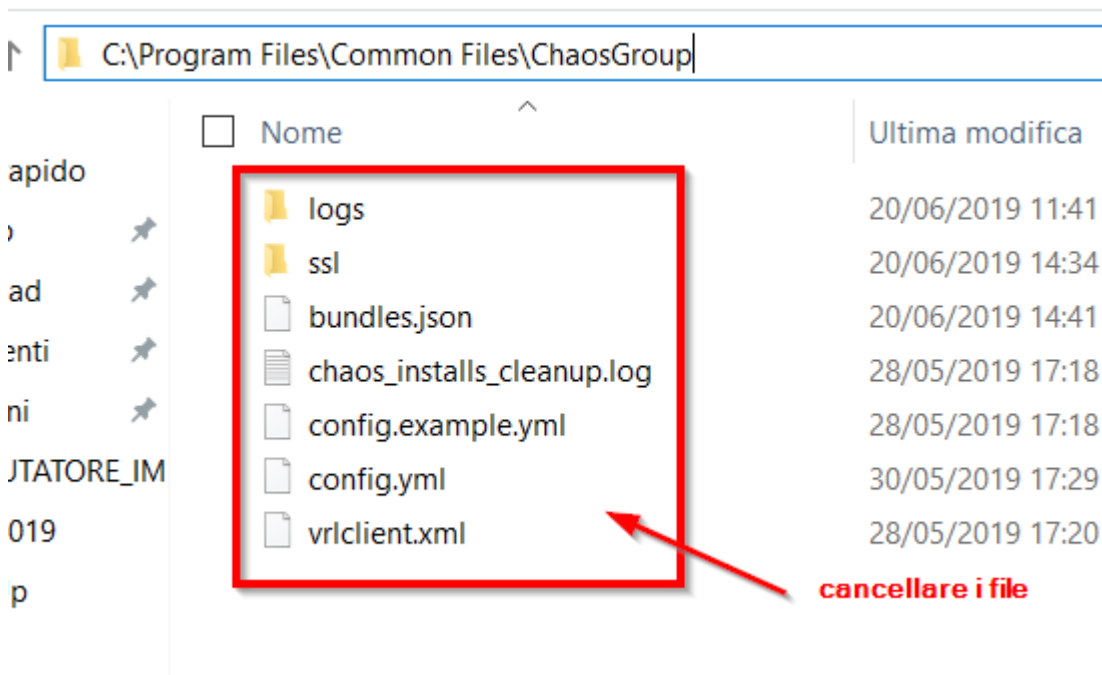 C:\Program Files\Common Files\ChaosGroup
Nome Ultima modifica
apido
logs 20/06/2019 11:41
ssl 20/06/2019 14:34
ad
bundles.json 20/06/2019 14:41
enti
chaos_installs_cleanup.log 28/05/2019 17:18
ni
config.example.yml 28/05/2019 17:18
UTATORE_IM
config.yml 30/05/2019 17:29
019
vrlclient.xml 28/05/2019 17:20
p
cancellare i file